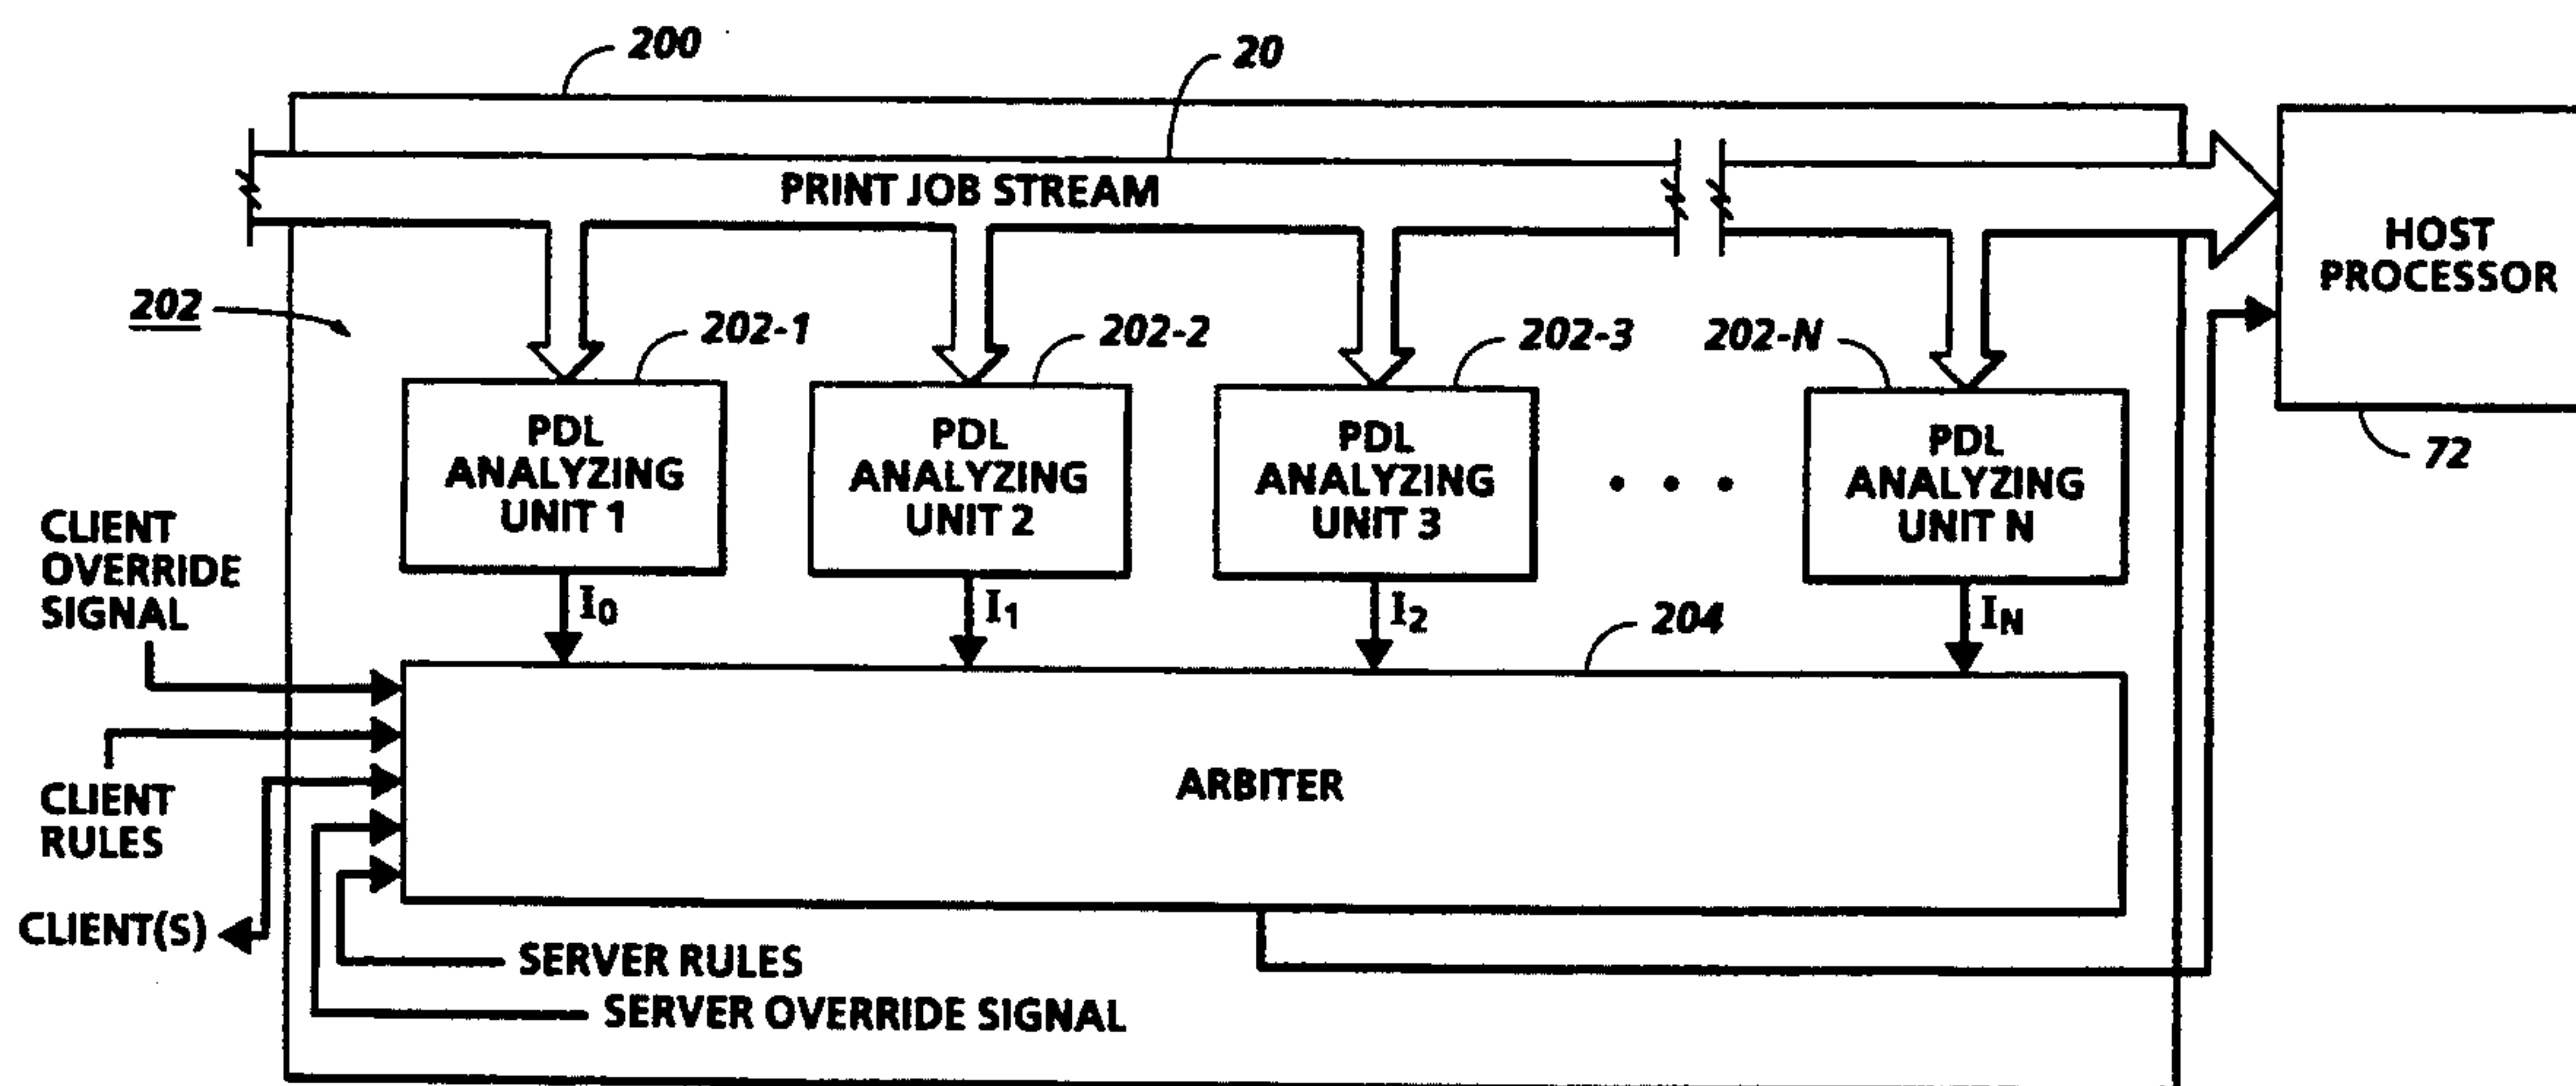 200
20
PRINT JOB STREAM
HOST
PROCESSOR
72
202
202-1
202-2
202-3
202-N
PDL
ANALYZING
UNIT 1
PDL
ANALYZING
UNIT 2
PDL
ANALYZING
UNIT 3
• • •
PDL
ANALYZING
UNIT N
I0
I1
I2
IN
204
CLIENT
OVERRIDE
SIGNAL
CLIENT
RULES
CLIENT(S)
ARBITER
SERVER RULES
SERVER OVERRIDE SIGNAL